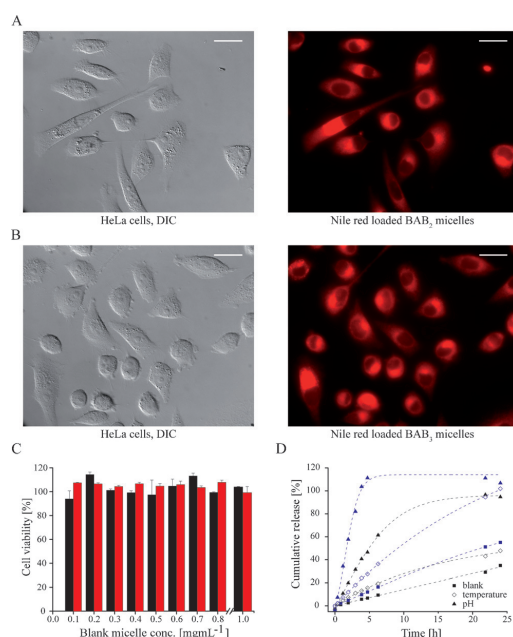 A
HeLa cells, DIC
Nile red loaded BAB2 micelles
B
HeLa cells, DIC
Nile red loaded BAB3 micelles
C
D
Cell viability [%]
120
100
80
60
40
20
0
0.0 0.1 0.2 0.3 0.4 0.5 0.6 0.7 0.8 1.0
Blank micelle conc. [mgmL-1]
Cumulative release [%]
120
100
80
60
40
20
0
blank
temperature
pH
0 5 10 15 20 25
Time [h]